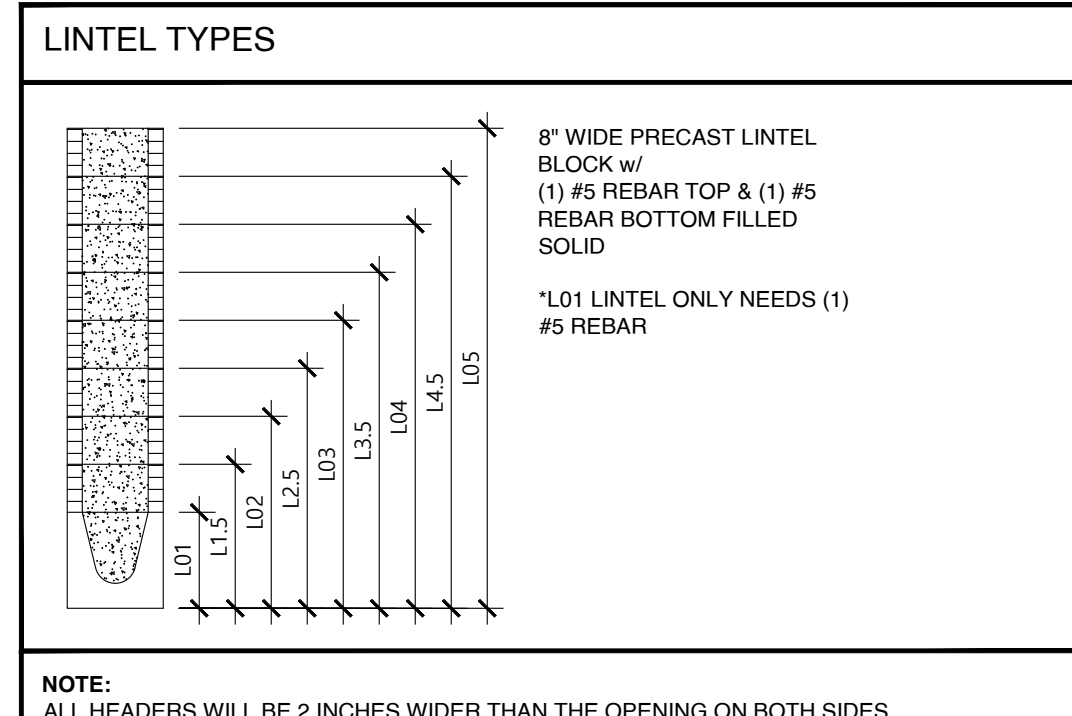 LINTEL TYPES
8" WIDE PRECAST LINTEL
BLOCK w/
(1) #5 REBAR TOP & (1) #5
REBAR BOTTOM FILLED
SOLID
*L01 LINTEL ONLY NEEDS (1)
#5 REBAR
L01
L1.5
L02
L2.5
L03
L3.5
L04
L4.5
L05
NOTE:
ALL HEADERS WILL BE 2 INCHES WIDER THAN THE OPENING ON BOTH SIDES